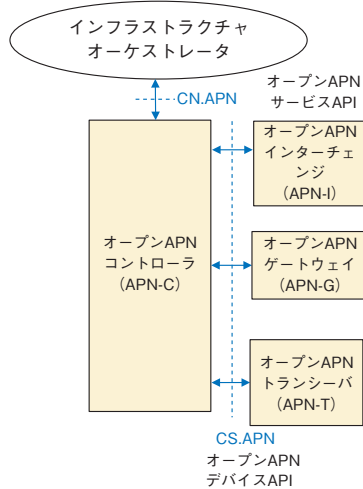 インフラストラクチャ
オーケストレータ
CN.APN
オープンAPN
サービスAPI
オープンAPN
インターチェ
ンジ
(APN-I)
オープンAPN
コントローラ
(APN-C)
オープンAPN
ゲートウェイ
(APN-G)
オープンAPN
トランシーバ
(APN-T)
CS.APN
オープンAPN
デバイスAPI